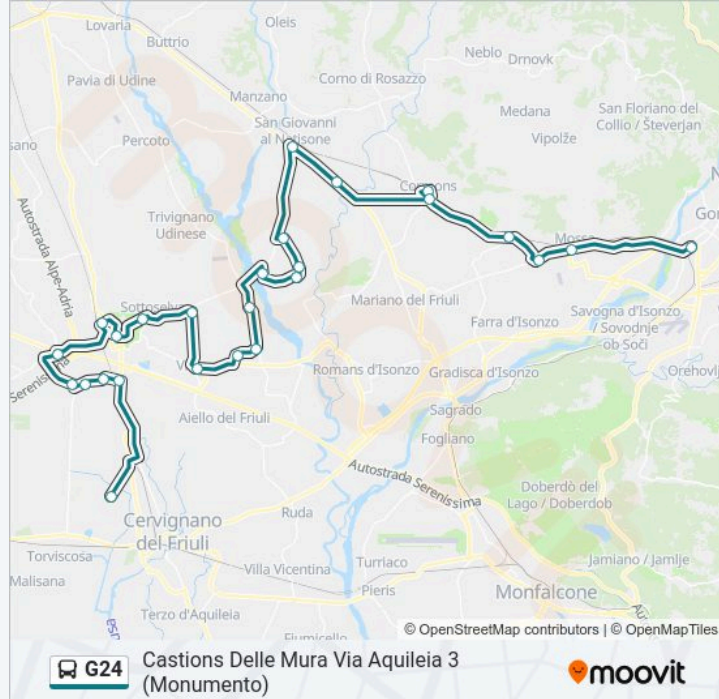 Lovaria
Oleis
Buttrio
Neblo
Drnovk
Pavia di Udine
Corno di Rosazzo
Manzano
Medana
San Floriano del
Collio / Števerjan
San Giovanni
al Natisone
Vipolže
sano
Percoto
Cormons
Autostrada Alpe-Adria
Trivignano
Udinese
Mossa
Sottoselva
Mariano del Friuli
Savogna d'Isonzo
Sovodnje
ob Soči
Farra d'Isonzo
Serenissima
Romans d'Isonzo
Gradisca d'Isonzo
Orehovlj
Aiello del Friuli
Sagrado
Fogliano
Autostrada Serenissima
Doberdò del
Lago / Doberdob
Ruda
Cervignano
del Friuli
Torviscosa
Villa Vicentina
Turriaco
Jamiano / Jamlje
Malisana
Pieris
Monfalcone
Terzo d'Aquileia
Fiumicello
© OpenStreetMap contributors | © OpenMapTiles
G24
Castions Delle Mura Via Aquileia 3
(Monumento)
moovit